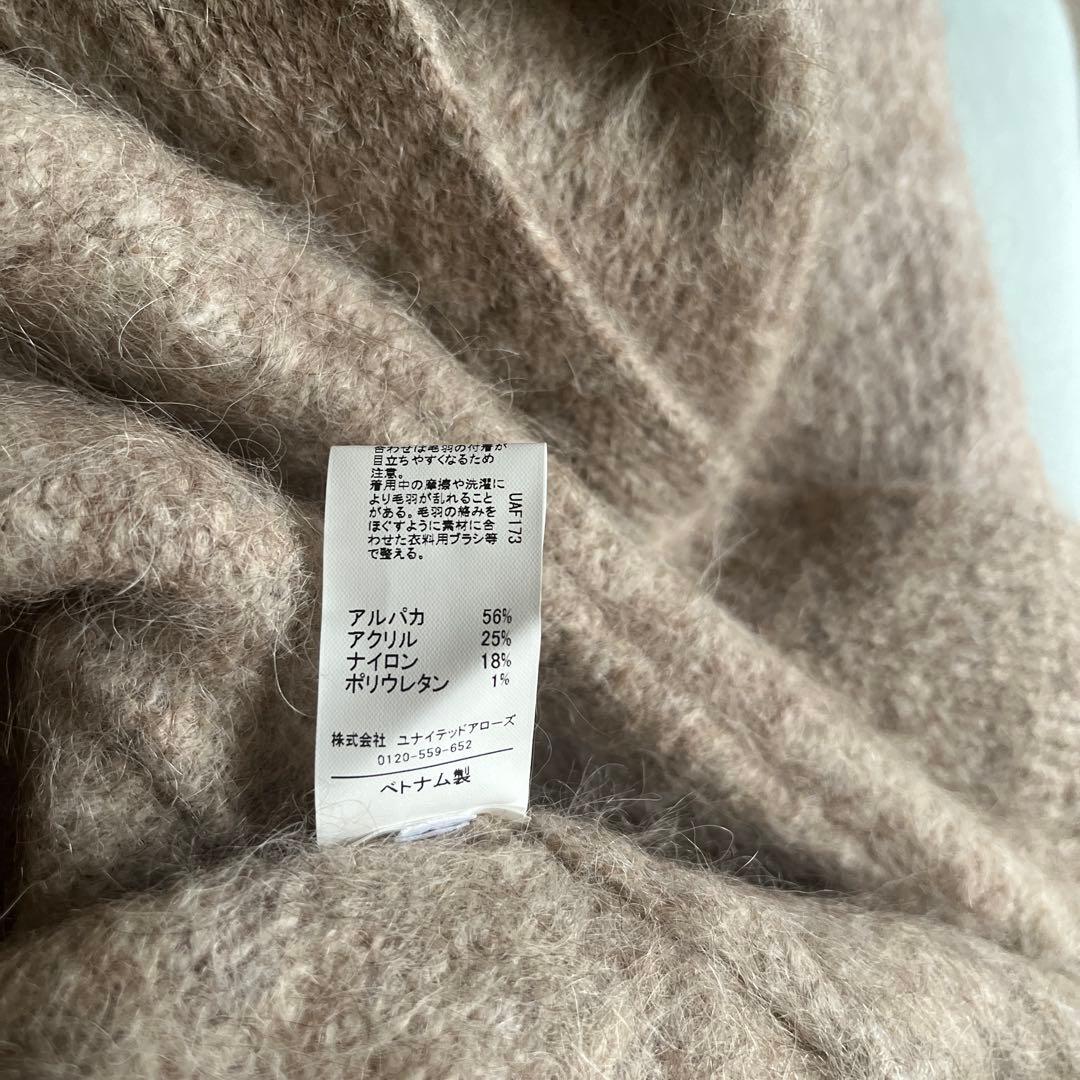 合わせは毛羽の付着が
目立ちやすくなるため
注意。
着用中の摩擦や洗濯に
より毛羽が乱れること
がある。毛羽の絡みを
ほぐすように素材に合
わせた衣料用ブラシ等
で整える。
UAF173
アルパカ 56%
アクリル 25%
ナイロン 18%
ポリウレタン 1%
株式会社 ユナイテッドアローズ
0120-559-652
ベトナム製